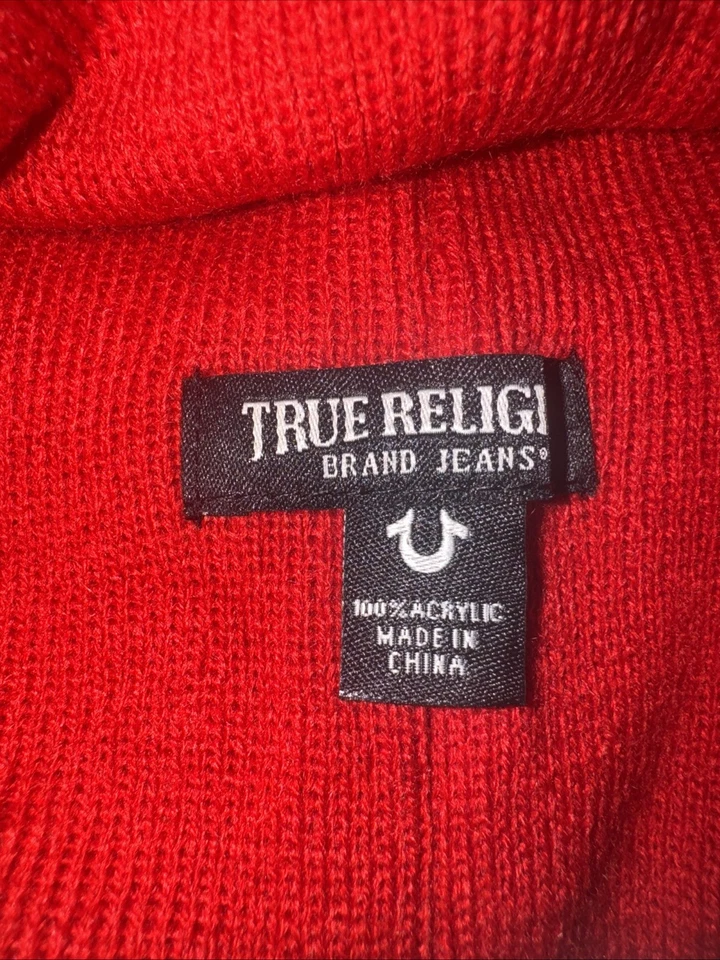 TRUE RELIGI
BRAND JEANS®
100% ACRYLIC
MADE IN
CHINA